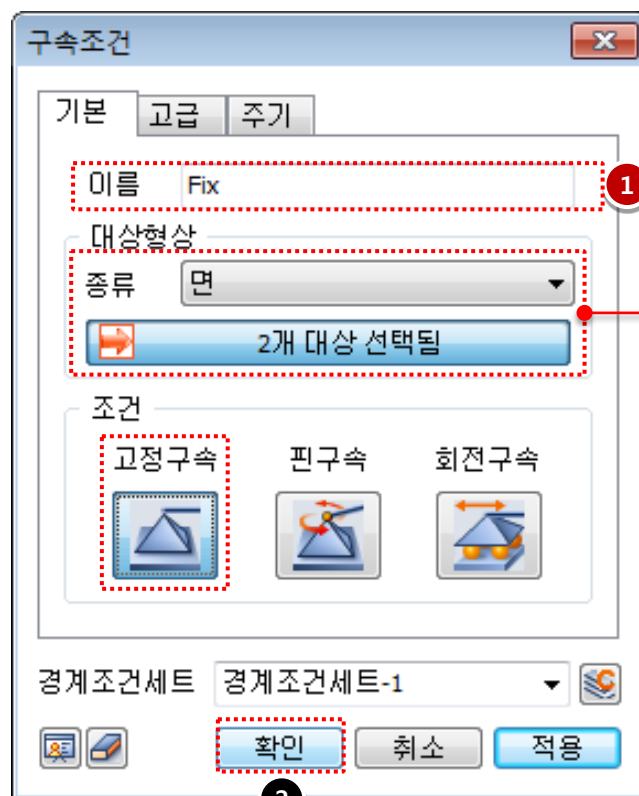 구속조건
기본 고급 주기
이름 Fix
1
대상형상
종류 면
2개 대상 선택됨
조건
고정구속 핀구속 회전구속
경계조건세트 경계조건세트-1
확인 취소 적용